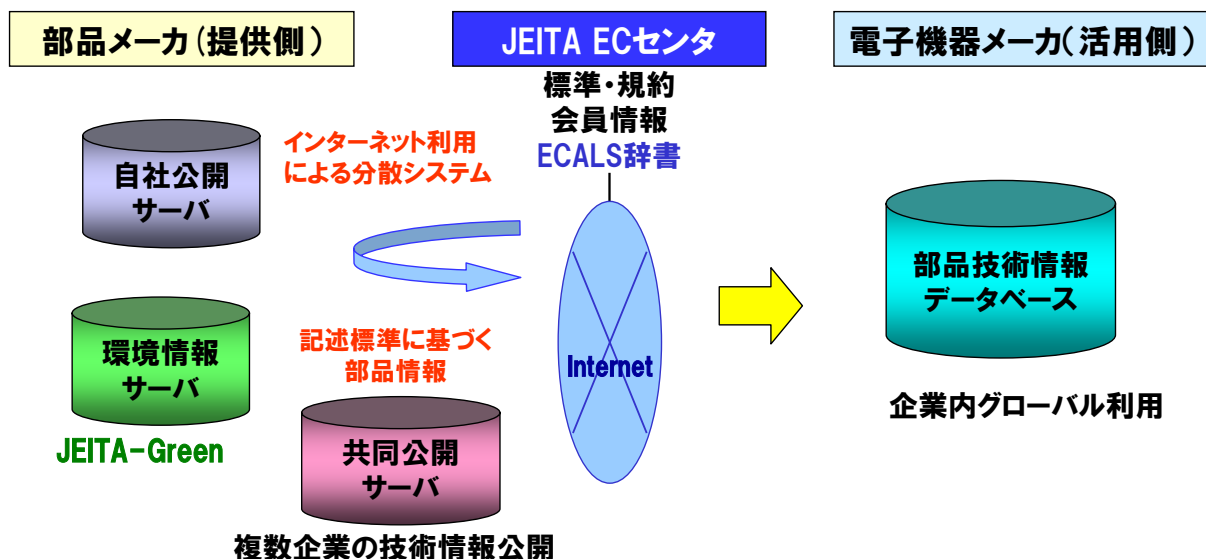 部品メーカ(提供側)
JEITA ECセンタ
電子機器メーカ(活用側)
標準・規約
会員情報
ECALS辞書
インターネット利用
による分散システム
自社公開
サーバ
部品技術情報
データベース
環境情報
サーバ
記述標準に基づく
部品情報
Internet
企業内グローバル利用
JEITA-Green
共同公開
サーバ
複数企業の技術情報公開